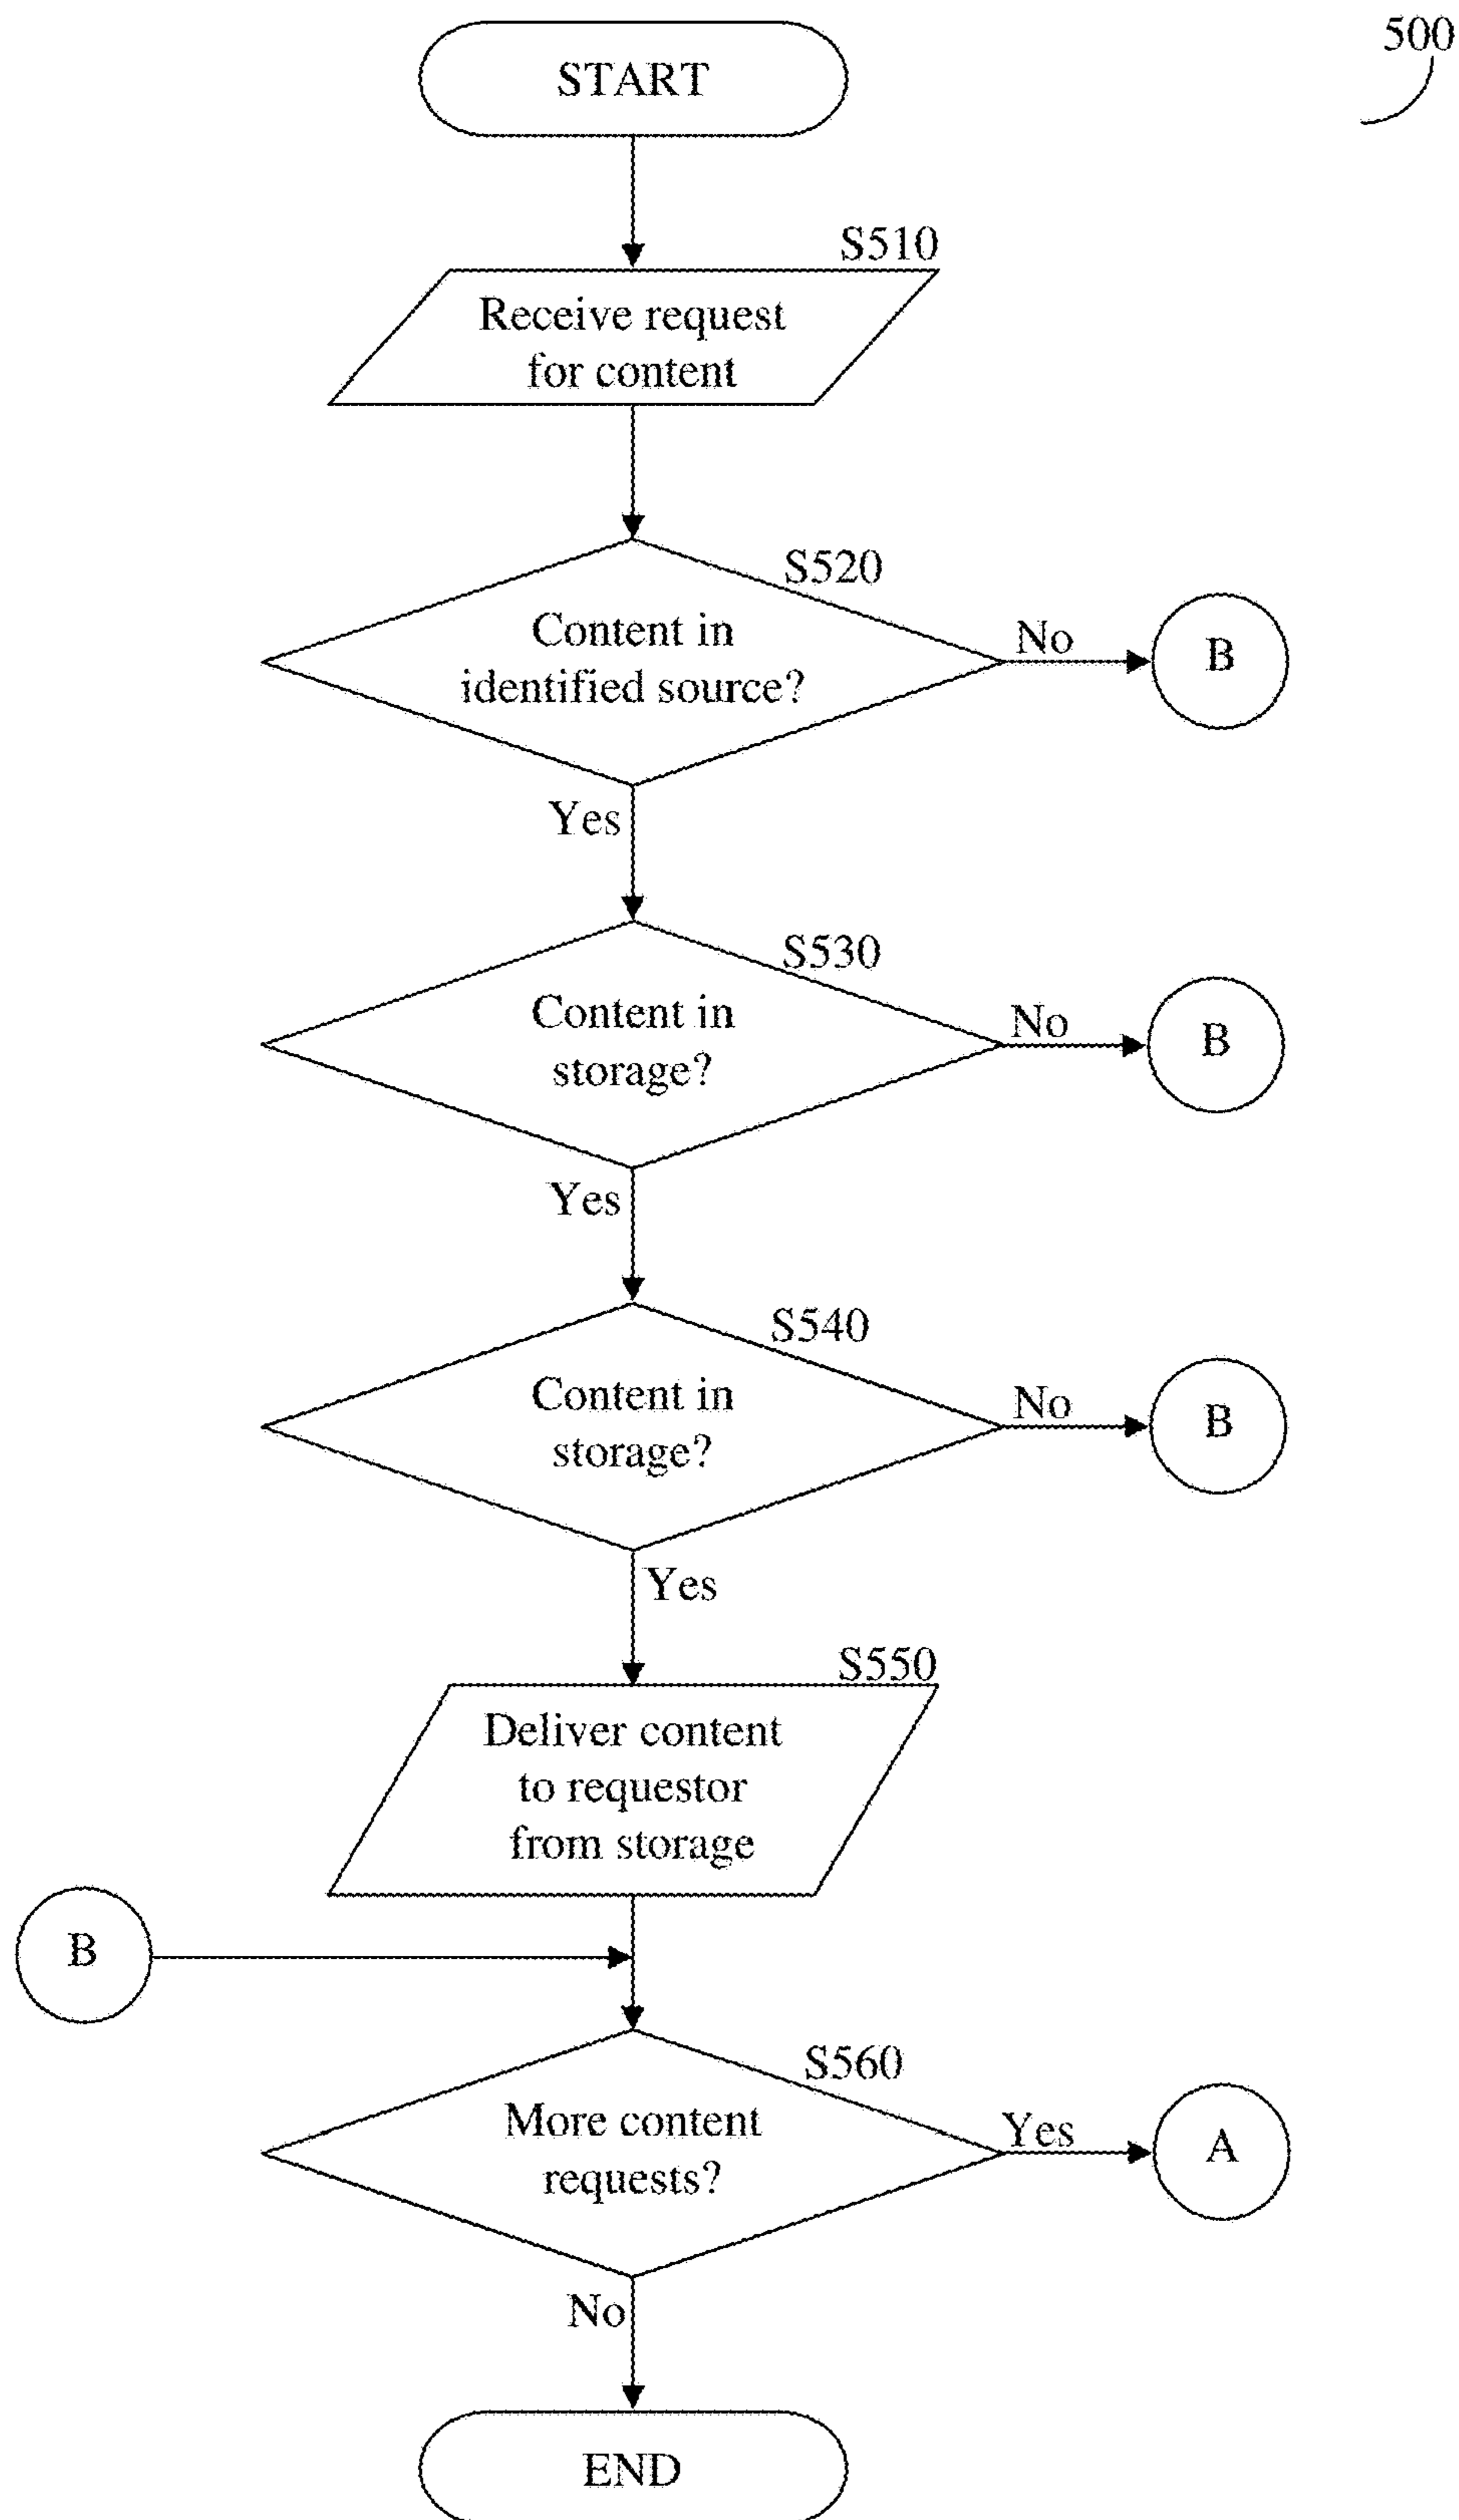 500
START
S510
Receive request
for content
S520
Content in
identified source?
No
B
Yes
S530
Content in
storage?
No
B
Yes
S540
Content in
storage?
No
B
Yes
S550
Deliver content
to requestor
from storage
B
S560
More content
requests?
Yes
A
No
END